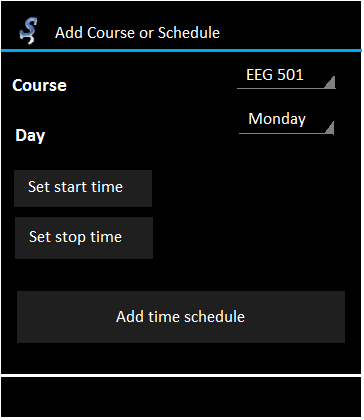 Add Course or Schedule
Course
EEG 501
Day
Monday
Set start time
Set stop time
Add time schedule